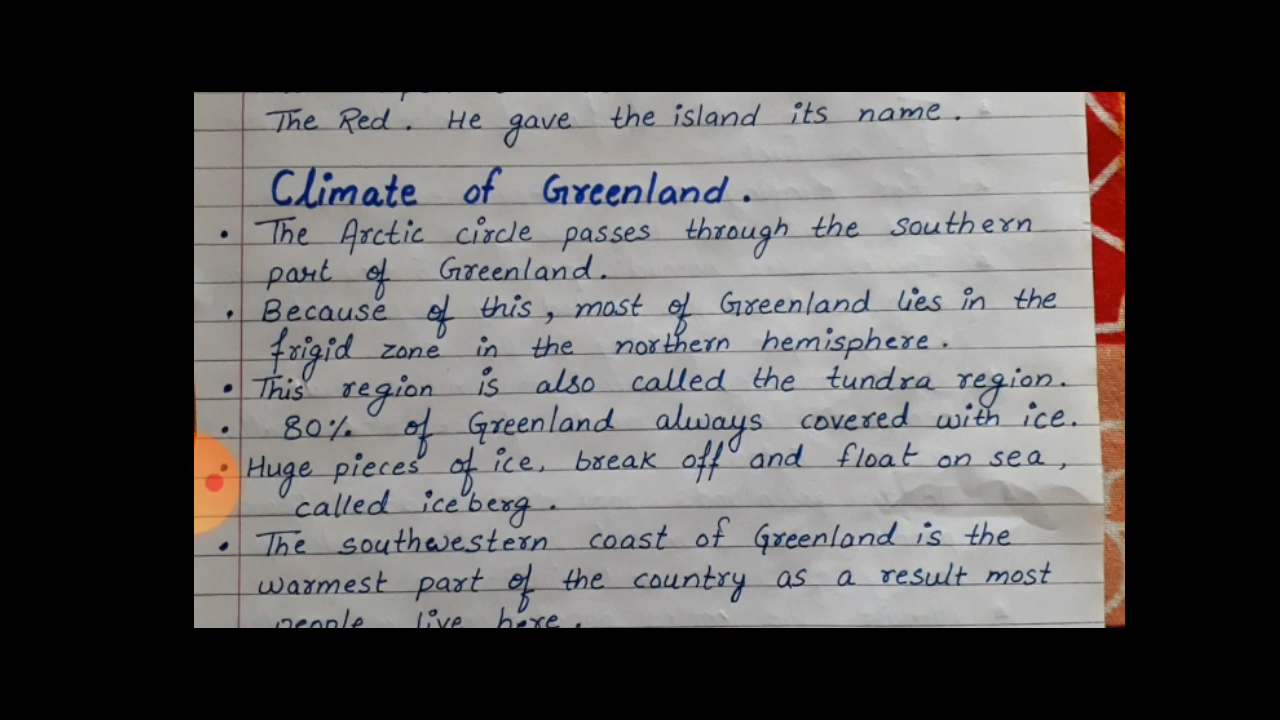 The Red. He gave the island its name.
Climate of Greenland.
• The Arctic circle passes through the southern
part of Greenland.
• Because of this, most of Greenland lies in the
frigid zone in the northern hemisphere.
• This region is also called the tundra region.
• 80% of Greenland always covered with ice.
• Huge pieces of ice, break off and float on sea,
called iceberg.
• The southwestern coast of Greenland is the
warmest part of the country as a result most
people live here.